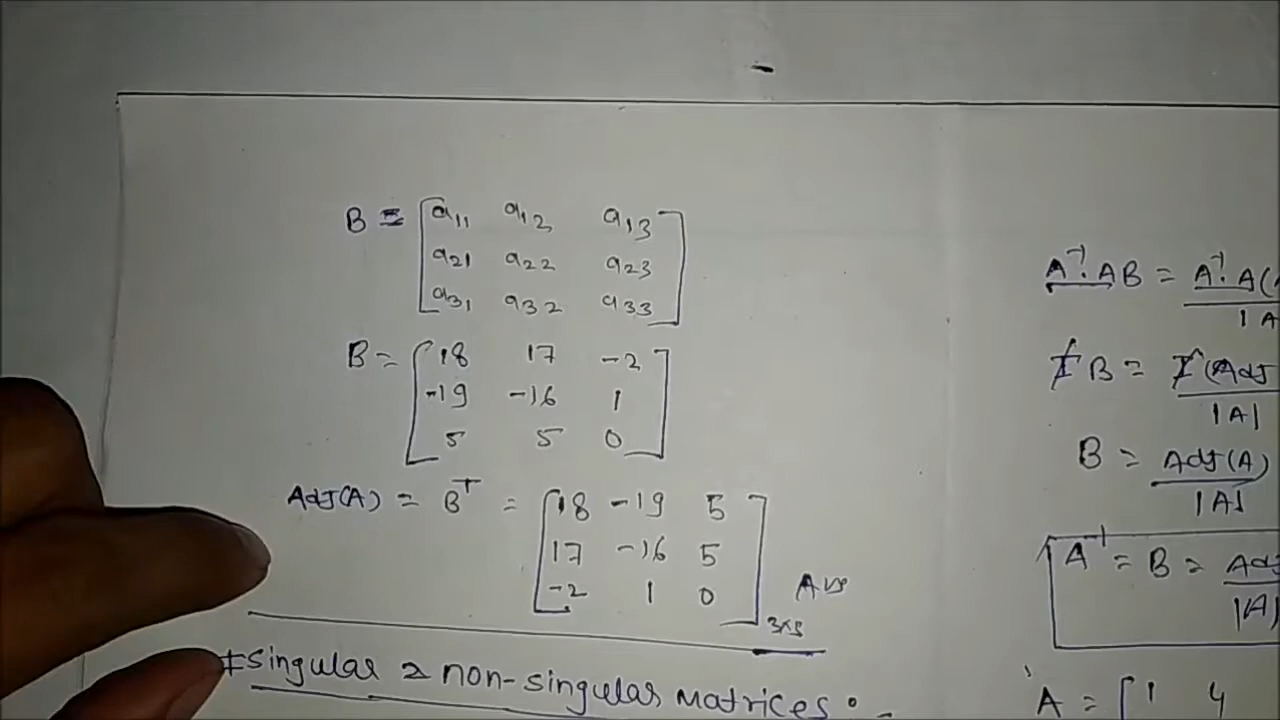 B = [a11 a12 a13
a21 a22 a23
a31 a32 a33]
B = [18 17 -2
-19 -16 1
5 5 0]
Adj(A) = B^T = [18 -19 5
17 -16 5
-2 1 0] 3x3 Ans
#Singular & non-singular Matrices:-
A^-1. AB = A^-1. A(
|A
I B = I(Adj
|A|
B = Adj(A)
|A|
A^-1 = B = Adj
|A|
A = [1 4